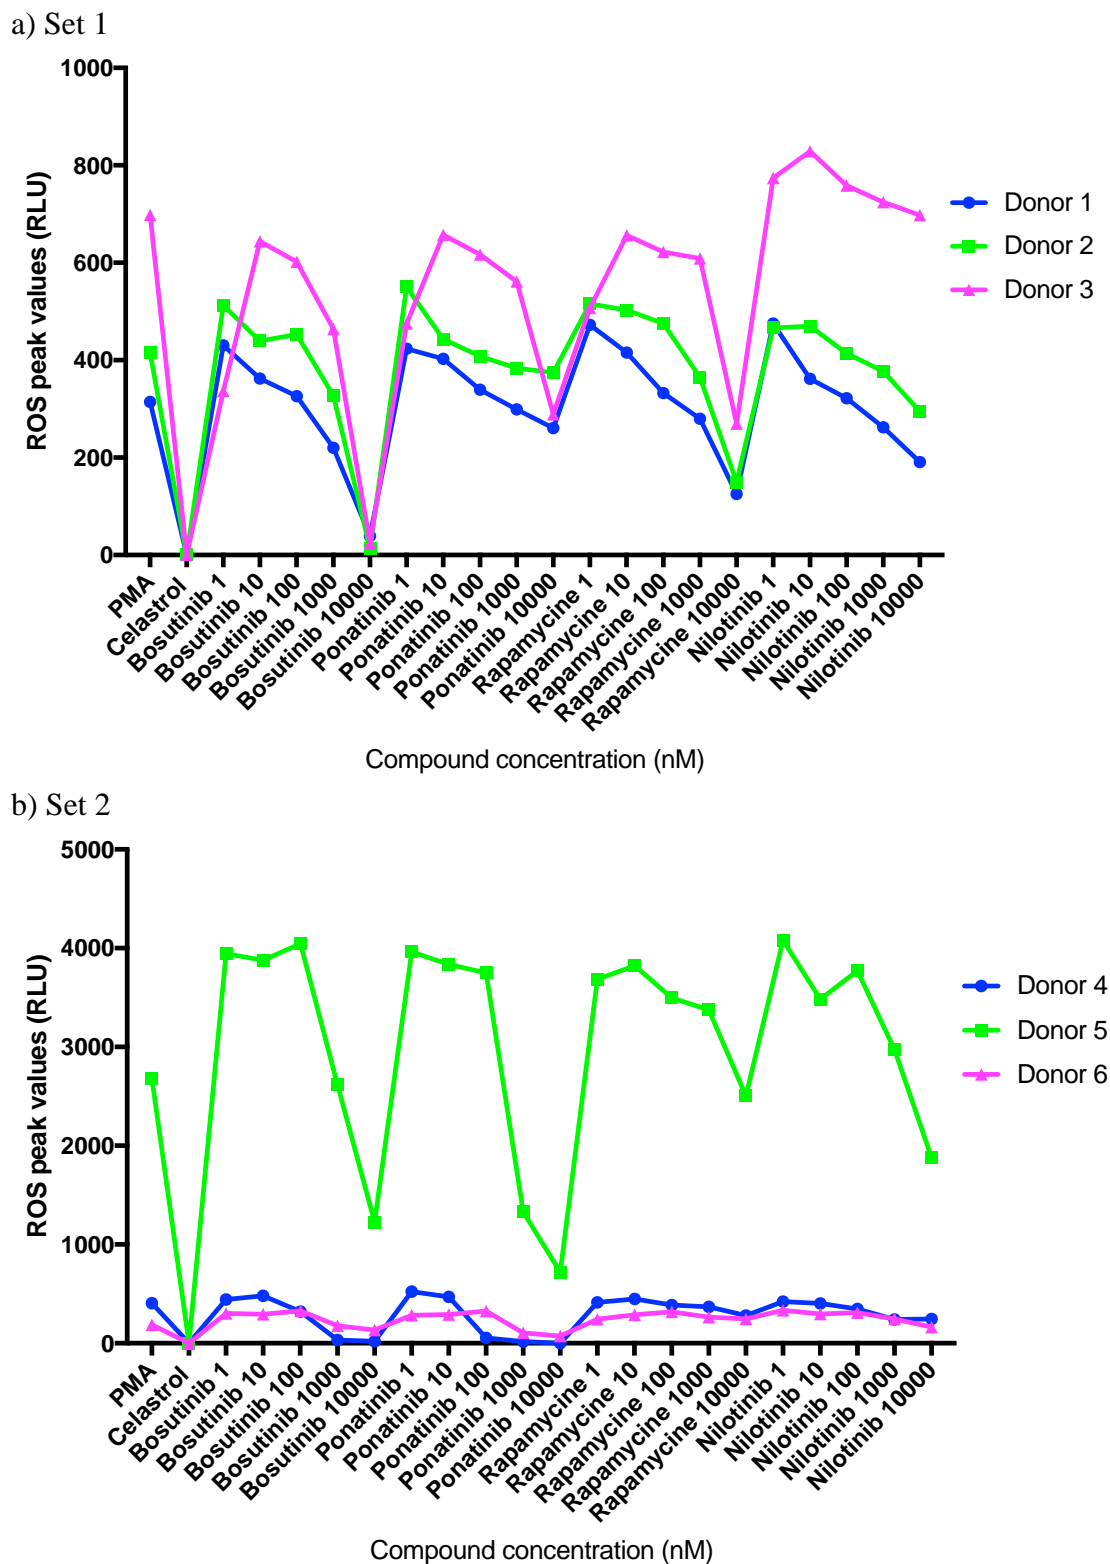 a) Set 1
1000
800
600
400
200
0
ROS peak values (RLU)
Donor 1
Donor 2
Donor 3
PMA
Celastrol
Bosutinib 1
Bosutinib 10
Bosutinib 100
Bosutinib 1000
Bosutinib 10000
Ponatinib 1
Ponatinib 10
Ponatinib 100
Ponatinib 1000
Ponatinib 10000
Rapamycine 1
Rapamycine 10
Rapamycine 100
Rapamycine 1000
Rapamycine 10000
Nilotinib 1
Nilotinib 10
Nilotinib 100
Nilotinib 1000
Nilotinib 10000
Compound concentration (nM)
b) Set 2
5000
4000
3000
2000
1000
0
ROS peak values (RLU)
Donor 4
Donor 5
Donor 6
PMA
Celastrol
Bosutinib 1
Bosutinib 10
Bosutinib 100
Bosutinib 1000
Bosutinib 10000
Ponatinib 1
Ponatinib 10
Ponatinib 100
Ponatinib 1000
Ponatinib 10000
Rapamycine 1
Rapamycine 10
Rapamycine 100
Rapamycine 1000
Rapamycine 10000
Nilotinib 1
Nilotinib 10
Nilotinib 100
Nilotinib 1000
Nilotinib 10000
Compound concentration (nM)